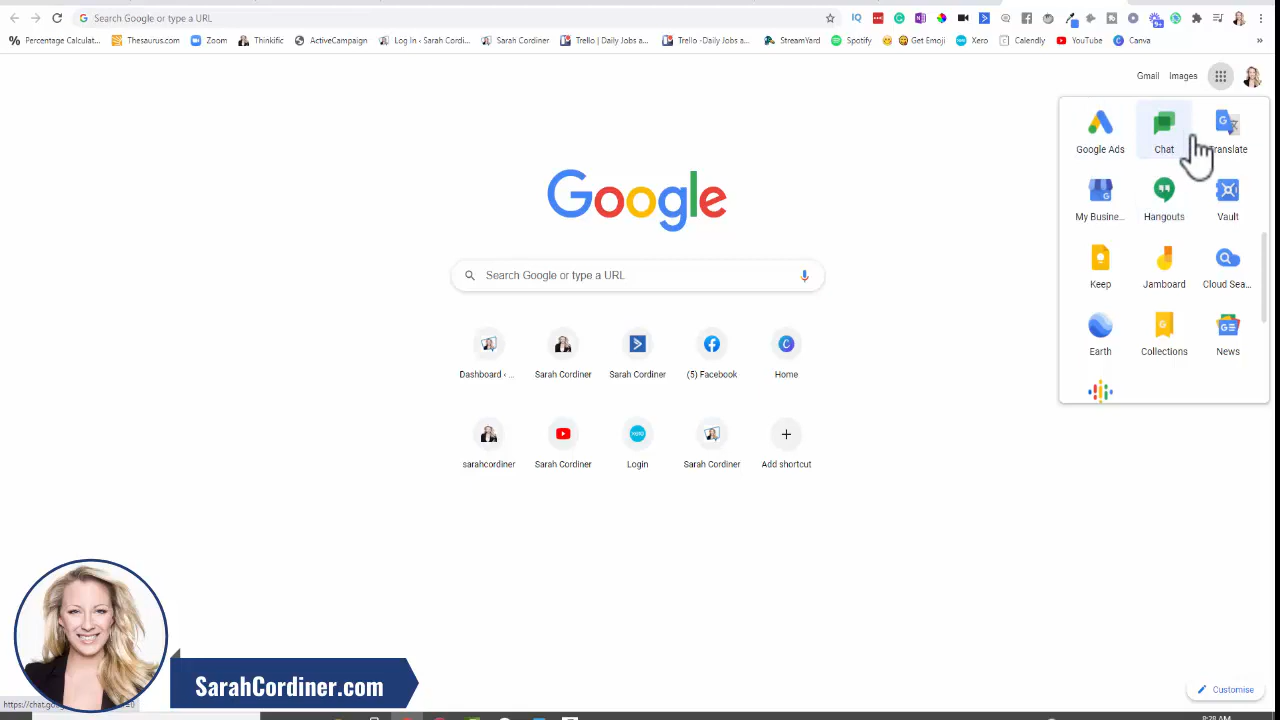 Search Google or type a URL
Percentage Calculat...
Thesaurus.com
Zoom
Thinkific
ActiveCampaign
Log In - Sarah Cordi...
Sarah Cordiner
Trello | Daily Jobs a...
Trello -Daily Jobs a...
StreamYard
Spotify
Get Emoji
Xero
Calendly
YouTube
Canva
»
Gmail
Images
Google Ads
Chat
My Busine...
Hangouts
Vault
Keep
Jamboard
Cloud Sea...
Earth
Collections
News
Google
Search Google or type a URL
Dashboard ‹ ...
Sarah Cordiner
Sarah Cordiner
(5) Facebook
Home
sarahcordiner
Sarah Cordiner
Login
Sarah Cordiner
Add shortcut
SarahCordiner.com
Customise